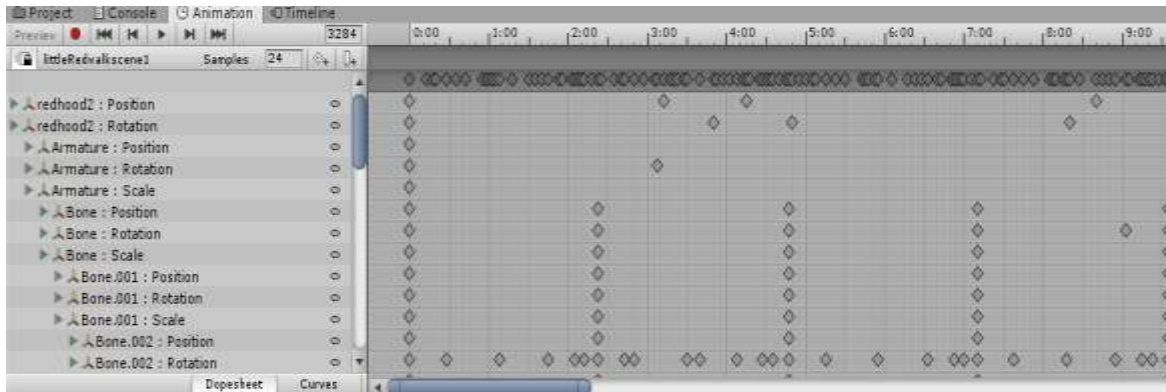 Project Console Animation Timeline
Preview 3284 0:00 1:00 2:00 3:00 4:00 5:00 6:00 7:00 8:00 9:00
littleRedwalkscene1 Samples 24
redhood2 : Position
redhood2 : Rotation
Armature : Position
Armature : Rotation
Armature : Scale
Bone : Position
Bone : Rotation
Bone : Scale
Bone.001 : Position
Bone.001 : Rotation
Bone.001 : Scale
Bone.002 : Position
Bone.002 : Rotation
Dopesheet Curves